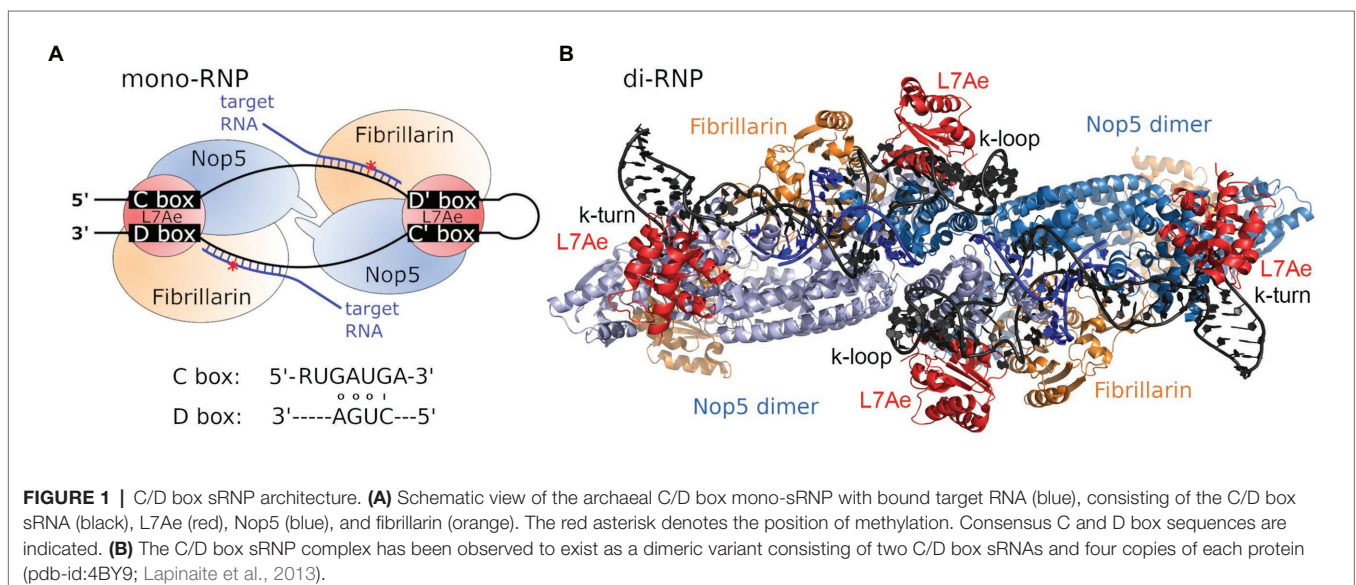 A
mono-RNP
target
RNA
Fibrillarin
Nop5
5'
C box
D' box
L7Ae
L7Ae
3'
D box
C' box
Nop5
Fibrillarin
target
RNA
C box: 5'-RUGAUGA-3'
D box: 3'-----AGUC---5'
B
di-RNP
L7Ae
Fibrillarin
k-loop
Nop5 dimer
k-turn
L7Ae
L7Ae
k-turn
k-loop
Nop5 dimer
L7Ae
Fibrillarin
FIGURE 1 | C/D box sRNP architecture. (A) Schematic view of the archaeal C/D box mono-sRNP with bound target RNA (blue), consisting of the C/D box
sRNA (black), L7Ae (red), Nop5 (blue), and fibrillarin (orange). The red asterisk denotes the position of methylation. Consensus C and D box sequences are
indicated. (B) The C/D box sRNP complex has been observed to exist as a dimeric variant consisting of two C/D box sRNAs and four copies of each protein
(pdb-id:4BY9; Lapinaite et al., 2013).